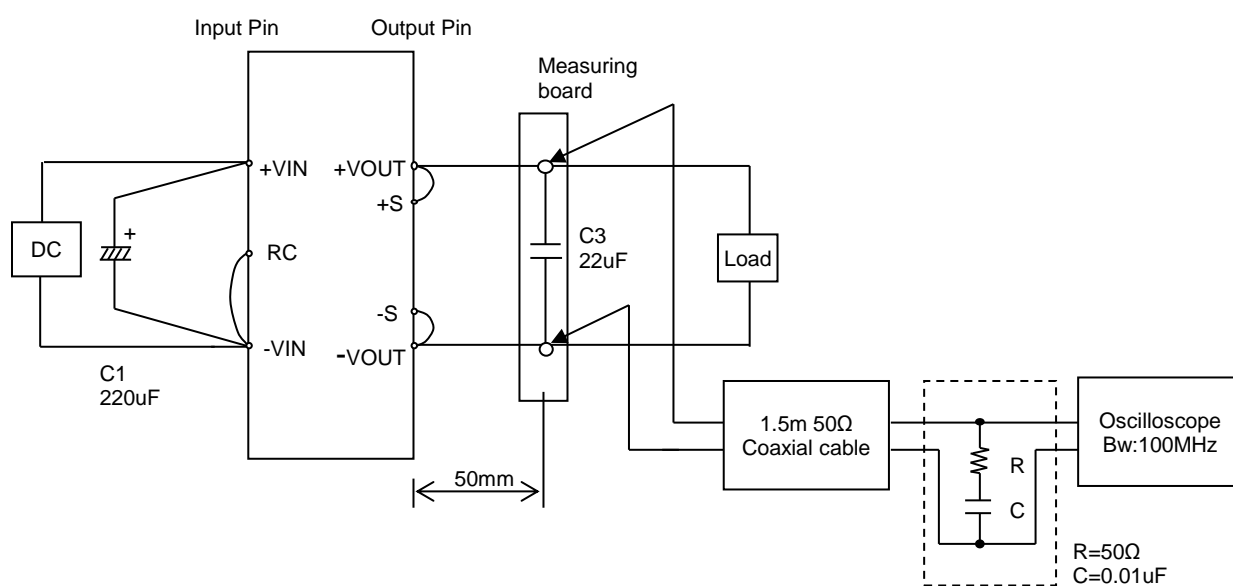 Input Pin
Output Pin
Measuring
board
+VIN
+VOUT
+S
DC
+
RC
C3
22uF
Load
-S
-VIN
-VOUT
C1
220uF
50mm
1.5m 50Ω
Coaxial cable
R
C
Oscilloscope
Bw:100MHz
R=50Ω
C=0.01uF